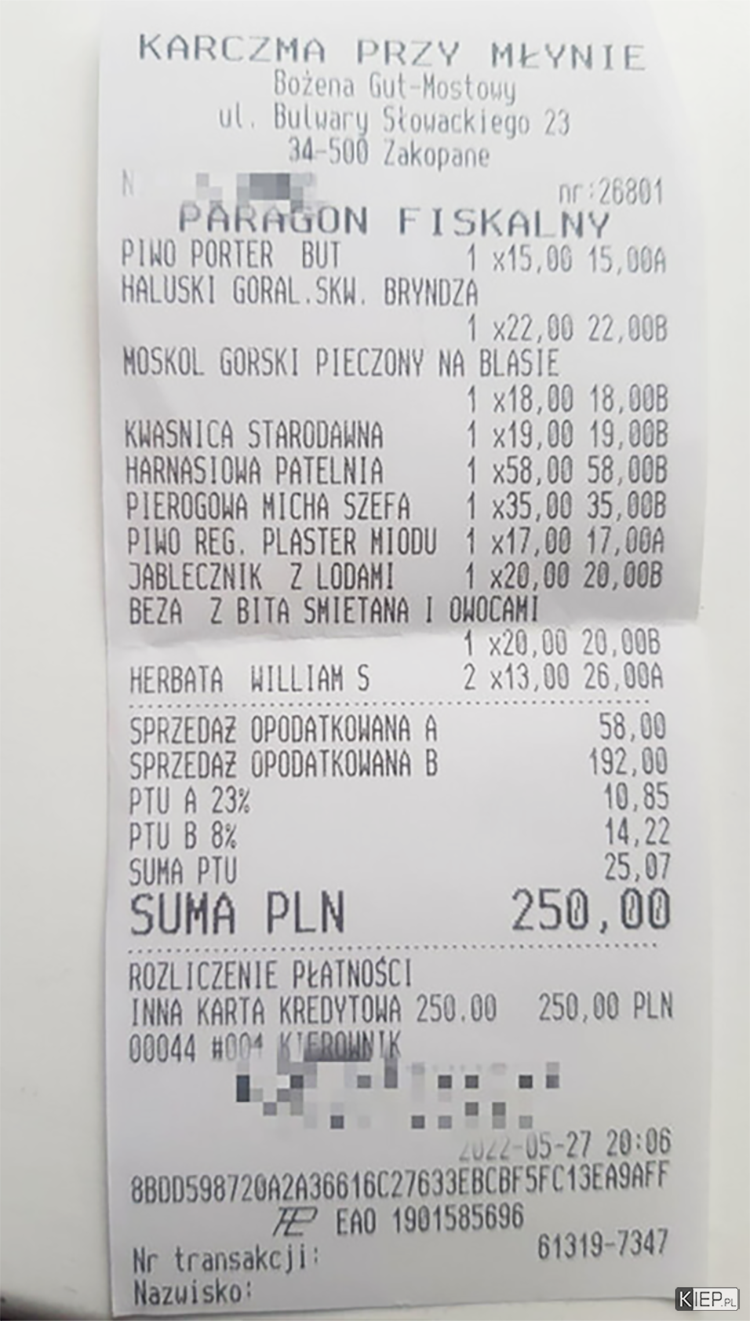 KARCZMA PRZY MŁYNIE
Bożena Gut-Mostowy
ul. Bulwary Słowackiego 23
34-500 Zakopane
N nr:26801
PARAGON FISKALNY
PIWO PORTER BUT 1 x15,00 15,00A
HALUSKI GORAL.SKW. BRYNDZA
1 x22,00 22,00B
MOSKOL GORSKI PIECZONY NA BLASIE
1 x18,00 18,00B
KWASNICA STARODAWNA 1 x19,00 19,00B
HARNASIOWA PATELNIA 1 x58,00 58,00B
PIEROGOWA MICHA SZEFA 1 x35,00 35,00B
PIWO REG. PLASTER MIODU 1 x17,00 17,00A
JABLECZNIK Z LODAMI 1 x20,00 20,00B
BEZA Z BITA SMIETANA I OWOCAMI
1 x20,00 20,00B
HERBATA WILLIAM S 2 x13,00 26,00A
SPRZEDAŻ OPODATKOWANA A 58,00
SPRZEDAŻ OPODATKOWANA B 192,00
PTU A 23% 10,85
PTU B 8% 14,22
SUMA PTU 25,07
SUMA PLN 250,00
ROZLICZENIE PŁATNOŚCI
INNA KARTA KREDYTOWA 250.00 250,00 PLN
00044 #004 KIEROWNIK
2022-05-27 20:06
8BDD598720A2A36616C27633EBCBF5FC13EA9AFF
EAO 1901585696
Nr transakcji: 61319-7347
Nazwisko:
KIEP.PL